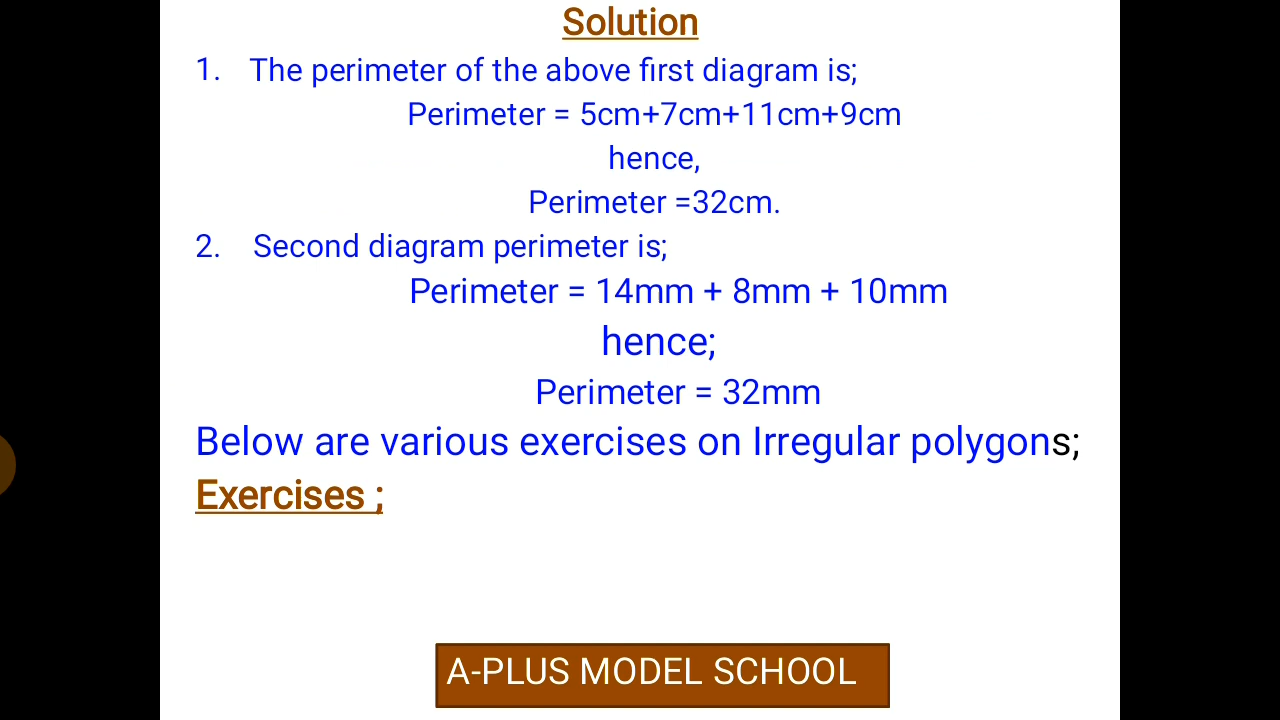 Solution
1. The perimeter of the above first diagram is;
Perimeter = 5cm+7cm+11cm+9cm
hence,
Perimeter =32cm.
2. Second diagram perimeter is;
Perimeter = 14mm + 8mm + 10mm
hence;
Perimeter = 32mm
Below are various exercises on Irregular polygons;
Exercises ;
A-PLUS MODEL SCHOOL